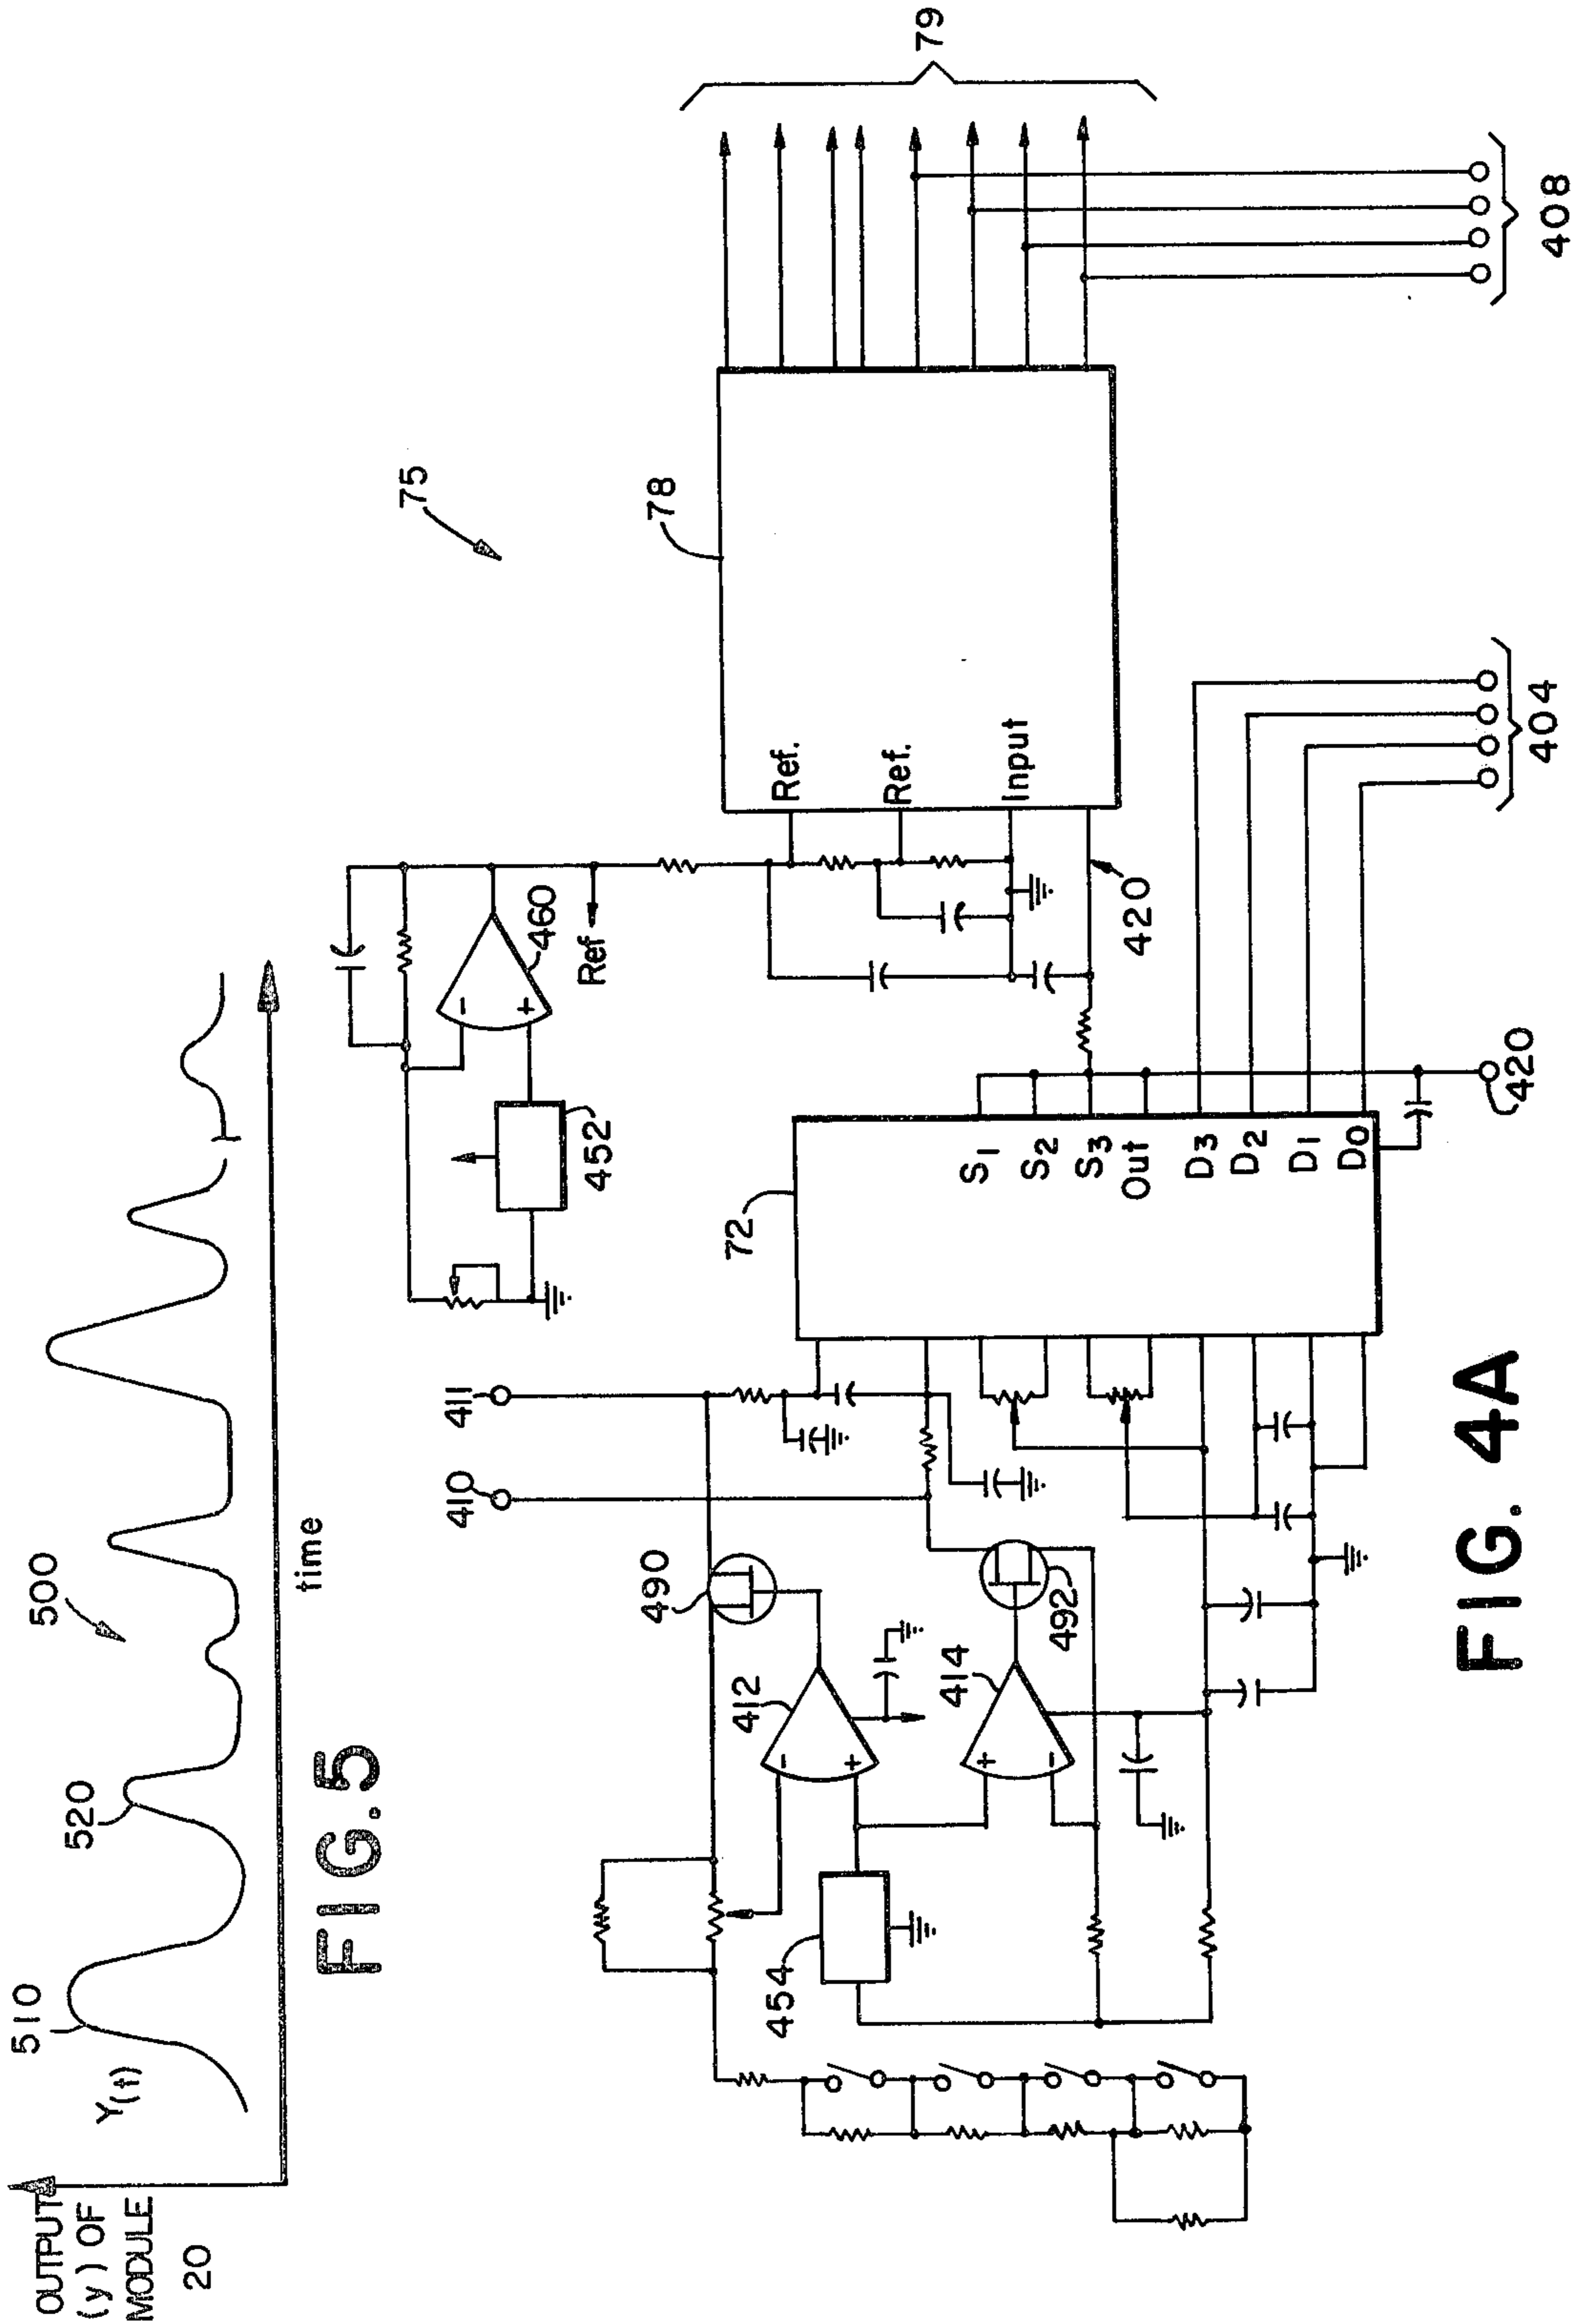 OUTPUT
(y) OF
MODULE
20
Y(t)
510
520
500
time
FIG.5
75
460
452
Ref
411
410
490
412
414
492
454
72
S1
S2
S3
Out
D3
D2
D1
D0
78
Ref.
Ref.
Input
420
420
404
408
79
-
+
-
+
+
-
FIG. 4A